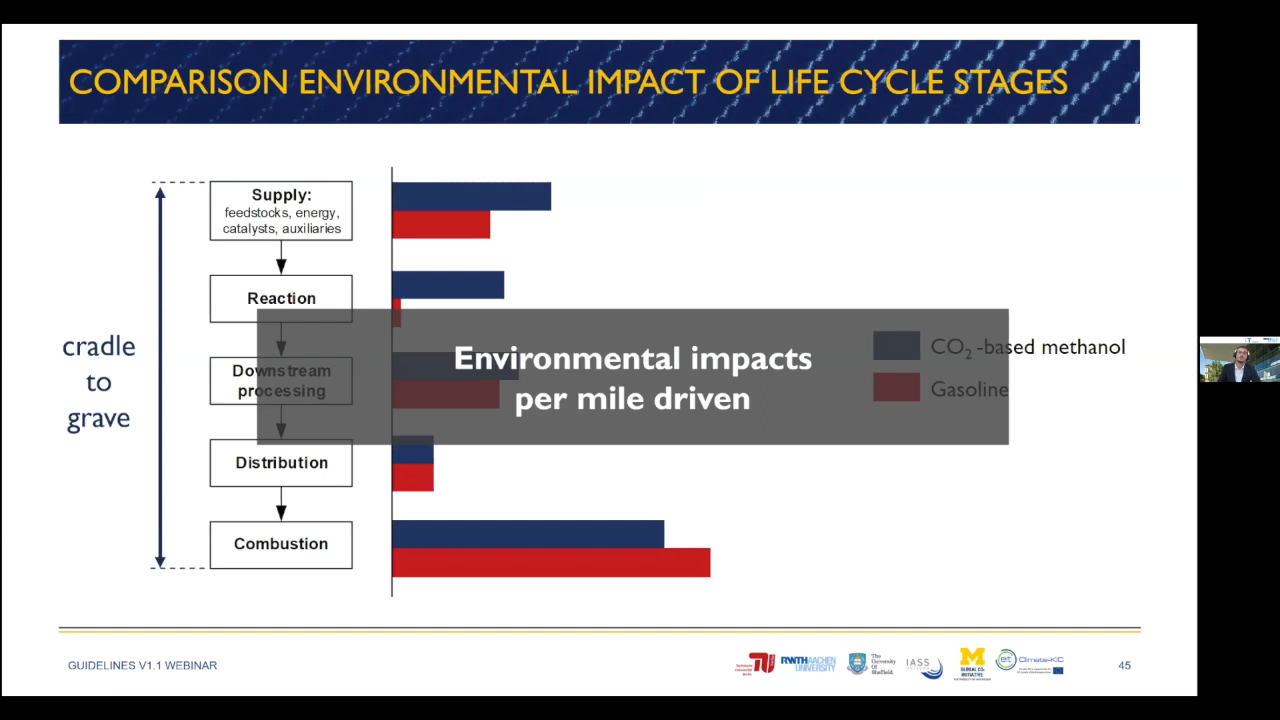 COMPARISON ENVIRONMENTAL IMPACT OF LIFE CYCLE STAGES
Supply:
feedstocks, energy,
catalysts, auxiliaries
Reaction
Downstream
processing
Distribution
Combustion
cradle
to
grave
Environmental impacts
per mile driven
CO₂ -based methanol
Gasoline
GUIDELINES V1.1 WEBINAR
RWTHAACHEN
UNIVERSITY
The
University
Of
Sheffield.
IASS
M
GLOBAL CO₂
INITIATIVE
Climate-KIC
45